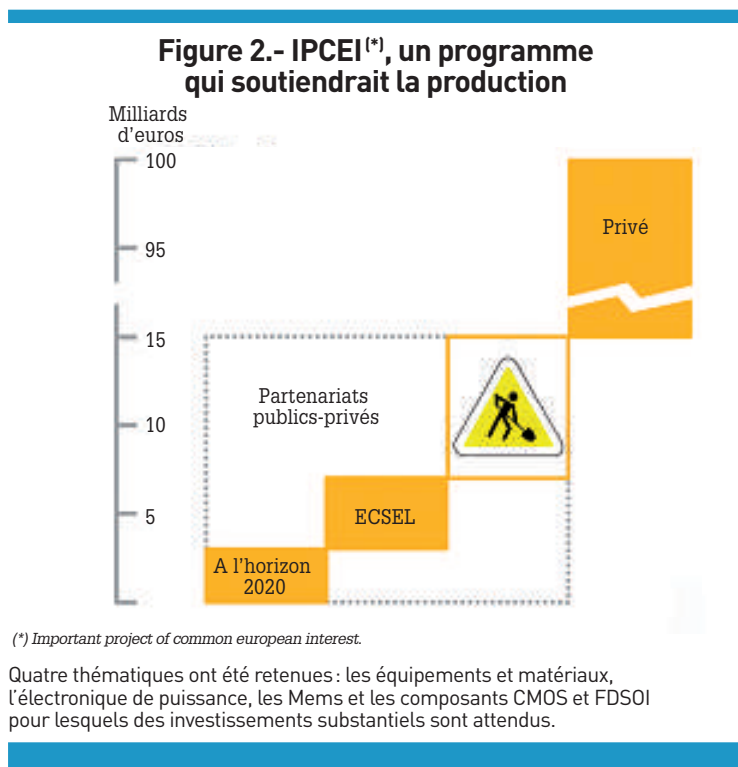 Figure 2.- IPCEI(*), un programme
qui soutiendrait la production
Milliards
d'euros
100
95
15
10
5
Privé
Partenariats
publics-privés
ECSEL
A l'horizon
2020
(*) Important project of common european interest.
Quatre thématiques ont été retenues : les équipements et matériaux,
l'électronique de puissance, les Mems et les composants CMOS et FDSOI
pour lesquels des investissements substantiels sont attendus.